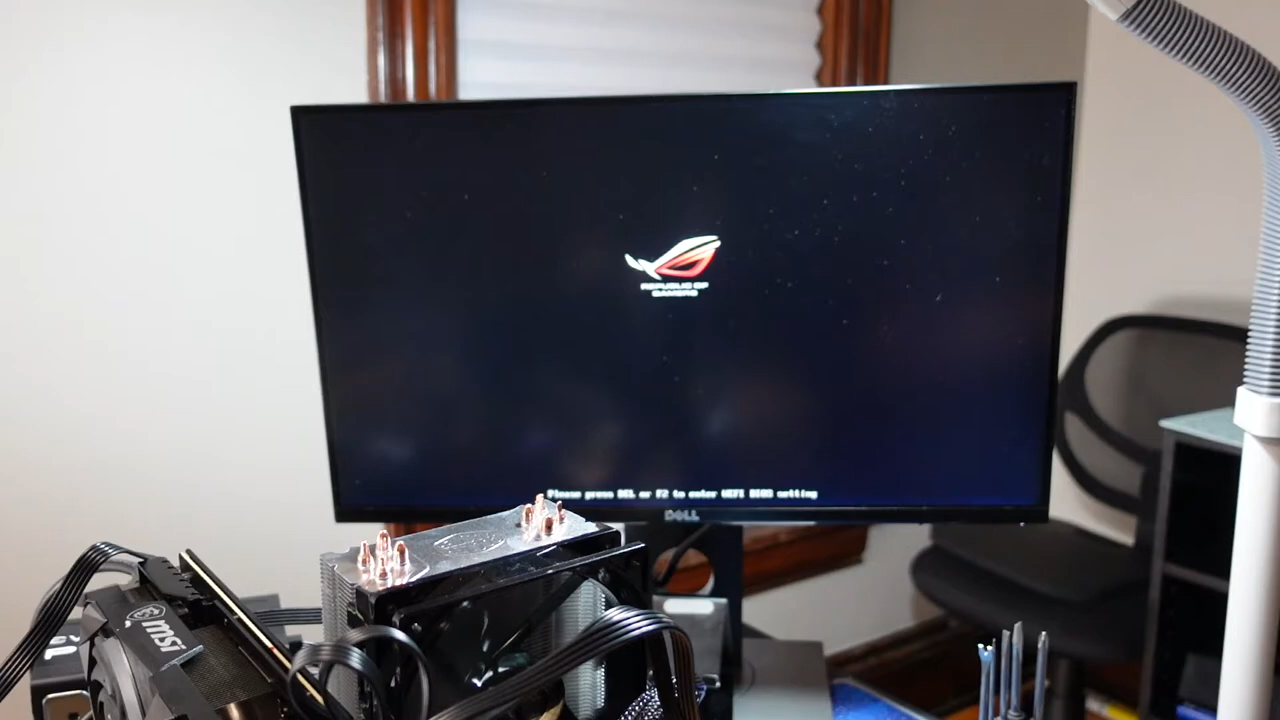 REPUBLIC OF
GAMERS
Please press DEL or F2 to enter UEFI BIOS setting
DELL
msi